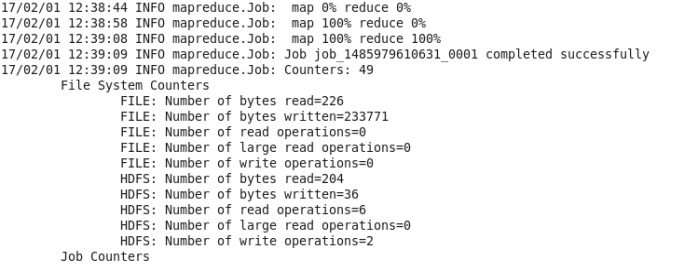 17/02/01 12:38:44 INFO mapreduce.Job:  map 0% reduce 0%
17/02/01 12:38:58 INFO mapreduce.Job:  map 100% reduce 0%
17/02/01 12:39:08 INFO mapreduce.Job:  map 100% reduce 100%
17/02/01 12:39:09 INFO mapreduce.Job: Job job_1485979610631_0001 completed successfully
17/02/01 12:39:09 INFO mapreduce.Job: Counters: 49
File System Counters
FILE: Number of bytes read=226
FILE: Number of bytes written=233771
FILE: Number of read operations=0
FILE: Number of large read operations=0
FILE: Number of write operations=0
HDFS: Number of bytes read=204
HDFS: Number of bytes written=36
HDFS: Number of read operations=6
HDFS: Number of large read operations=0
HDFS: Number of write operations=2
Job Counters